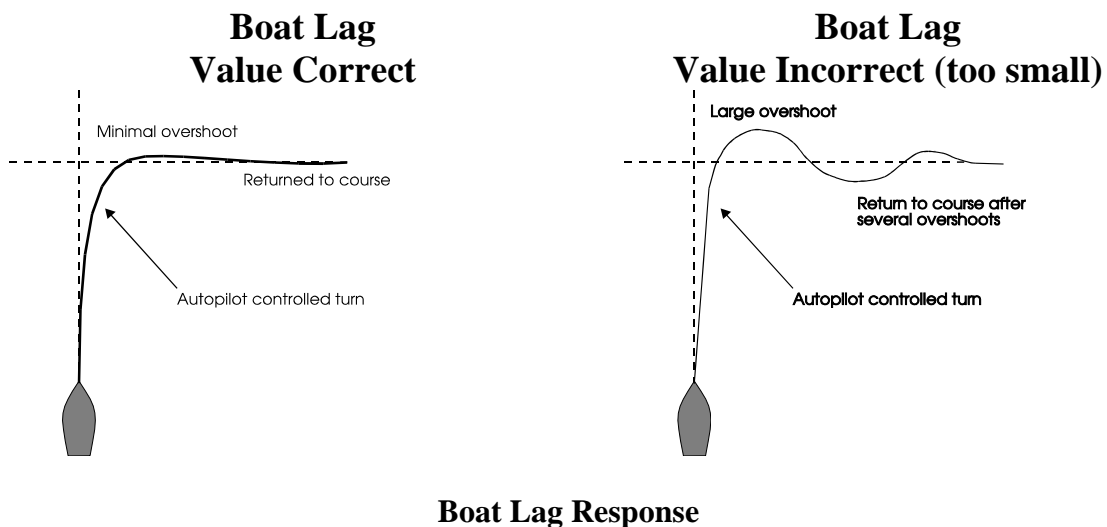 Boat Lag
Value Correct
Minimal overshoot
Returned to course
Autopilot controlled turn
Boat Lag
Value Incorrect (too small)
Large overshoot
Return to course after
several overshoots
Autopilot controlled turn
Boat Lag Response